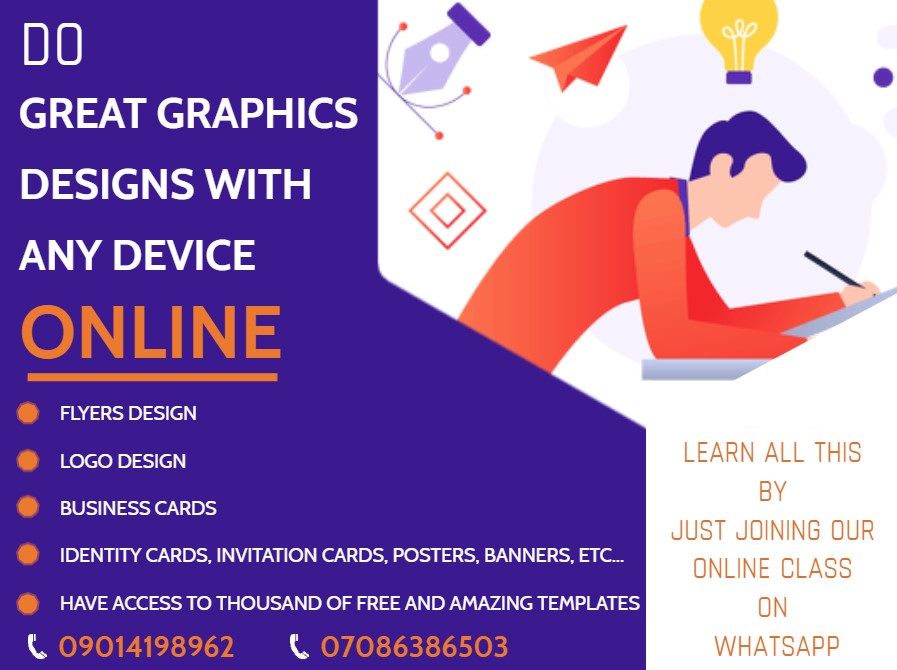 DO
GREAT GRAPHICS
DESIGNS WITH
ANY DEVICE
ONLINE
FLYERS DESIGN
LOGO DESIGN
BUSINESS CARDS
IDENTITY CARDS, INVITATION CARDS, POSTERS, BANNERS, ETC...
HAVE ACCESS TO THOUSAND OF FREE AND AMAZING TEMPLATES
09014198962 07086386503
LEARN ALL THIS
BY
JUST JOINING OUR
ONLINE CLASS
ON
WHATSAPP